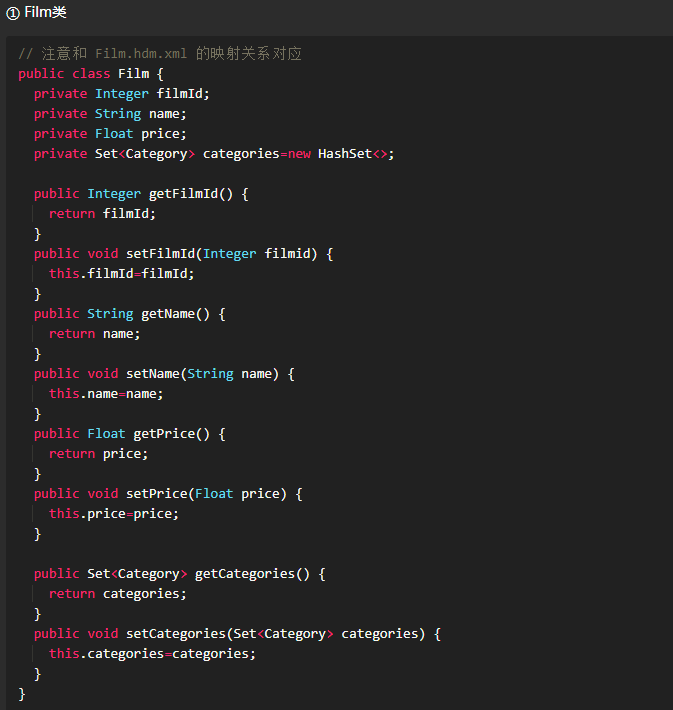 ① Film类
// 注意和 Film.hdm.xml 的映射关系对应
public class Film {
  private Integer filmId;
  private String name;
  private Float price;
  private Set<Category> categories=new HashSet<>;

  public Integer getFilmId() {
    return filmId;
  }
  public void setFilmId(Integer filmid) {
    this.filmId=filmId;
  }
  public String getName() {
    return name;
  }
  public void setName(String name) {
    this.name=name;
  }
  public Float getPrice() {
    return price;
  }
  public void setPrice(Float price) {
    this.price=price;
  }

  public Set<Category> getCategories() {
    return categories;
  }
  public void setCategories(Set<Category> categories) {
    this.categories=categories;
  }
}